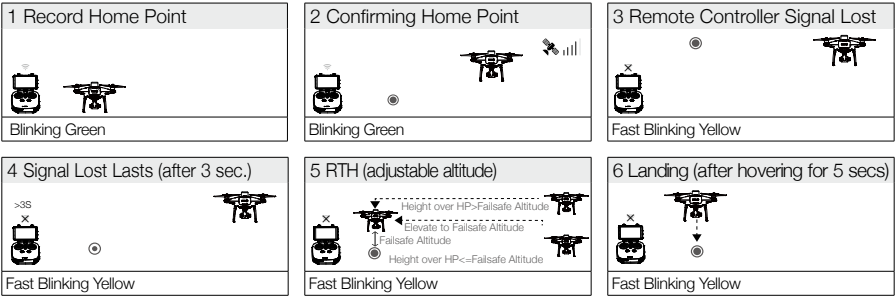 1 Record Home Point
Blinking Green
2 Confirming Home Point
Blinking Green
3 Remote Controller Signal Lost
×
Fast Blinking Yellow
4 Signal Lost Lasts (after 3 sec.)
>3S
×
Fast Blinking Yellow
5 RTH (adjustable altitude)
Height over HP>Failsafe Altitude
×
Elevate to Failsafe Altitude
Failsafe Altitude
Height over HP<=Failsafe Altitude
Fast Blinking Yellow
6 Landing (after hovering for 5 secs)
×
Fast Blinking Yellow